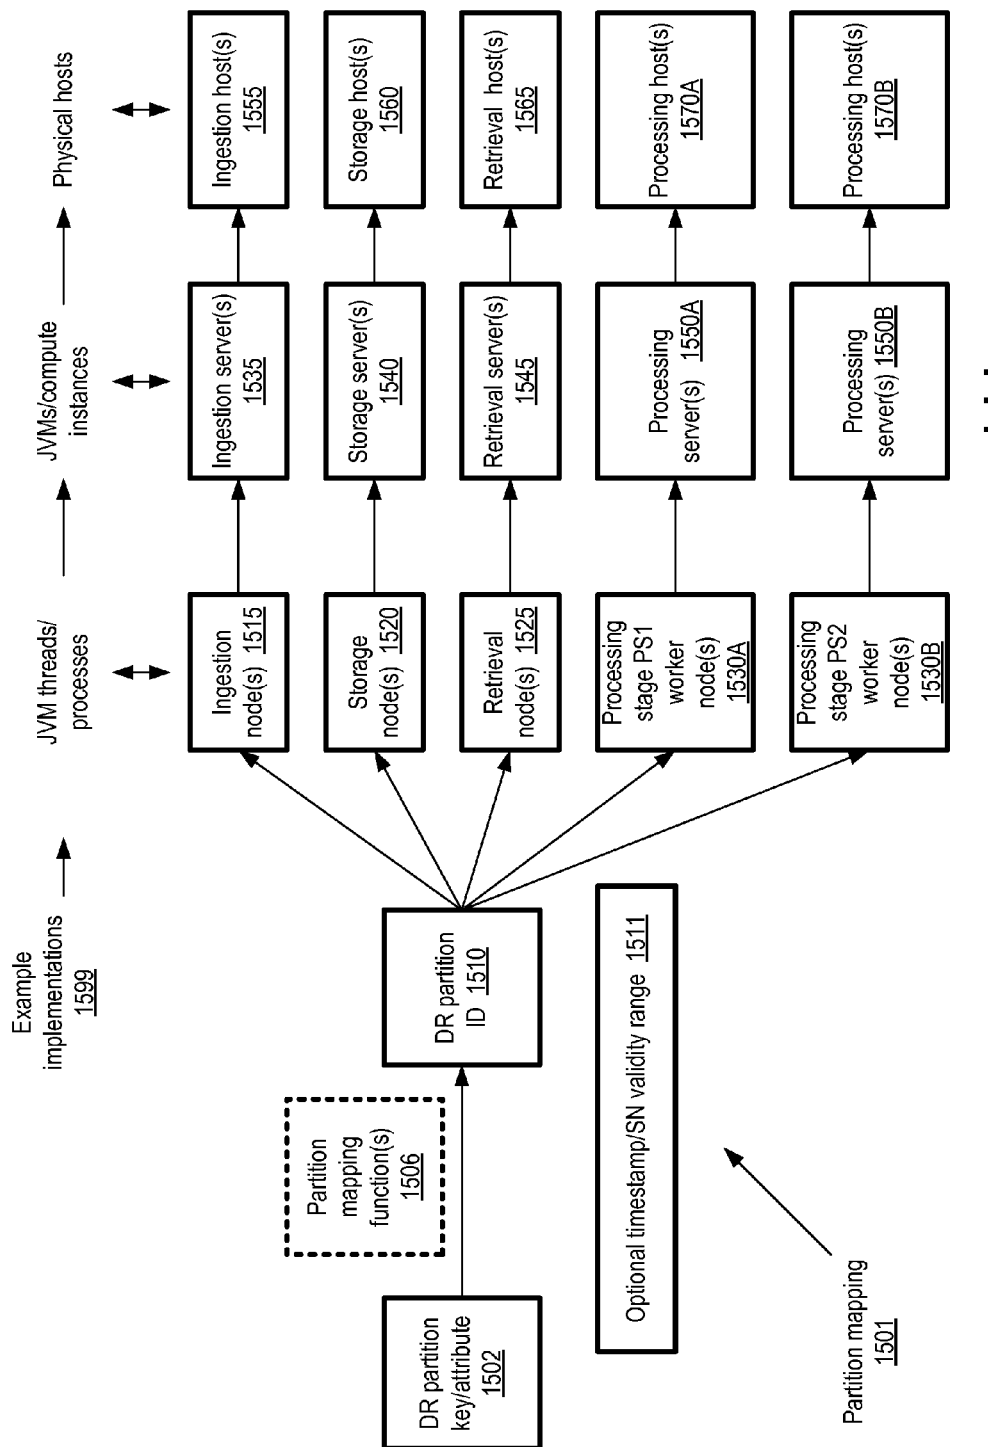 Example
implementations
1599
JVM threads/
processes
JVMs/compute
instances
Physical hosts
DR partition
key/attribute
1502
Partition
mapping
function(s)
1506
DR partition
ID 1510
Ingestion
node(s) 1515
Ingestion server(s)
1535
Ingestion host(s)
1555
Storage
node(s) 1520
Storage server(s)
1540
Storage host(s)
1560
Retrieval
node(s) 1525
Retrieval server(s)
1545
Retrieval host(s)
1565
Processing
stage PS1
worker
node(s)
1530A
Processing
server(s) 1550A
Processing host(s)
1570A
Processing
stage PS2
worker
node(s)
1530B
Processing
server(s) 1550B
Processing host(s)
1570B
Optional timestamp/SN validity range 1511
Partition mapping
1501